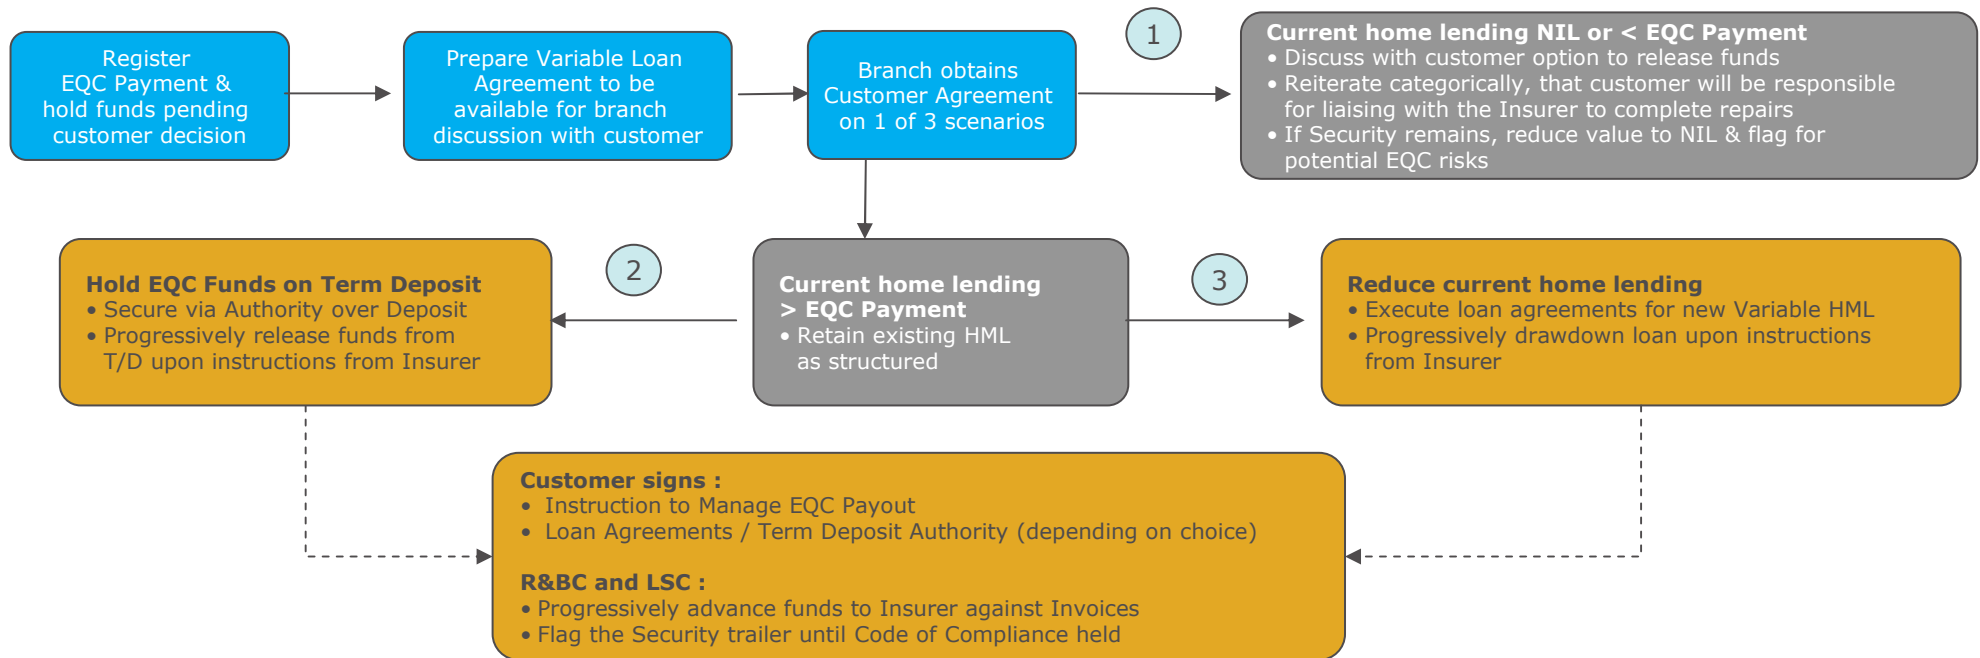 Register
EQC Payment &
hold funds pending
customer decision
Prepare Variable Loan
Agreement to be
available for branch
discussion with customer
Branch obtains
Customer Agreement
on 1 of 3 scenarios
1
Current home lending NIL or < EQC Payment
• Discuss with customer option to release funds
• Reiterate categorically, that customer will be responsible
for liaising with the Insurer to complete repairs
• If Security remains, reduce value to NIL & flag for
potential EQC risks
Hold EQC Funds on Term Deposit
• Secure via Authority over Deposit
• Progressively release funds from
T/D upon instructions from Insurer
2
Current home lending
> EQC Payment
• Retain existing HML
as structured
3
Reduce current home lending
• Execute loan agreements for new Variable HML
• Progressively drawdown loan upon instructions
from Insurer
Customer signs :
• Instruction to Manage EQC Payout
• Loan Agreements / Term Deposit Authority (depending on choice)
R&BC and LSC :
• Progressively advance funds to Insurer against Invoices
• Flag the Security trailer until Code of Compliance held